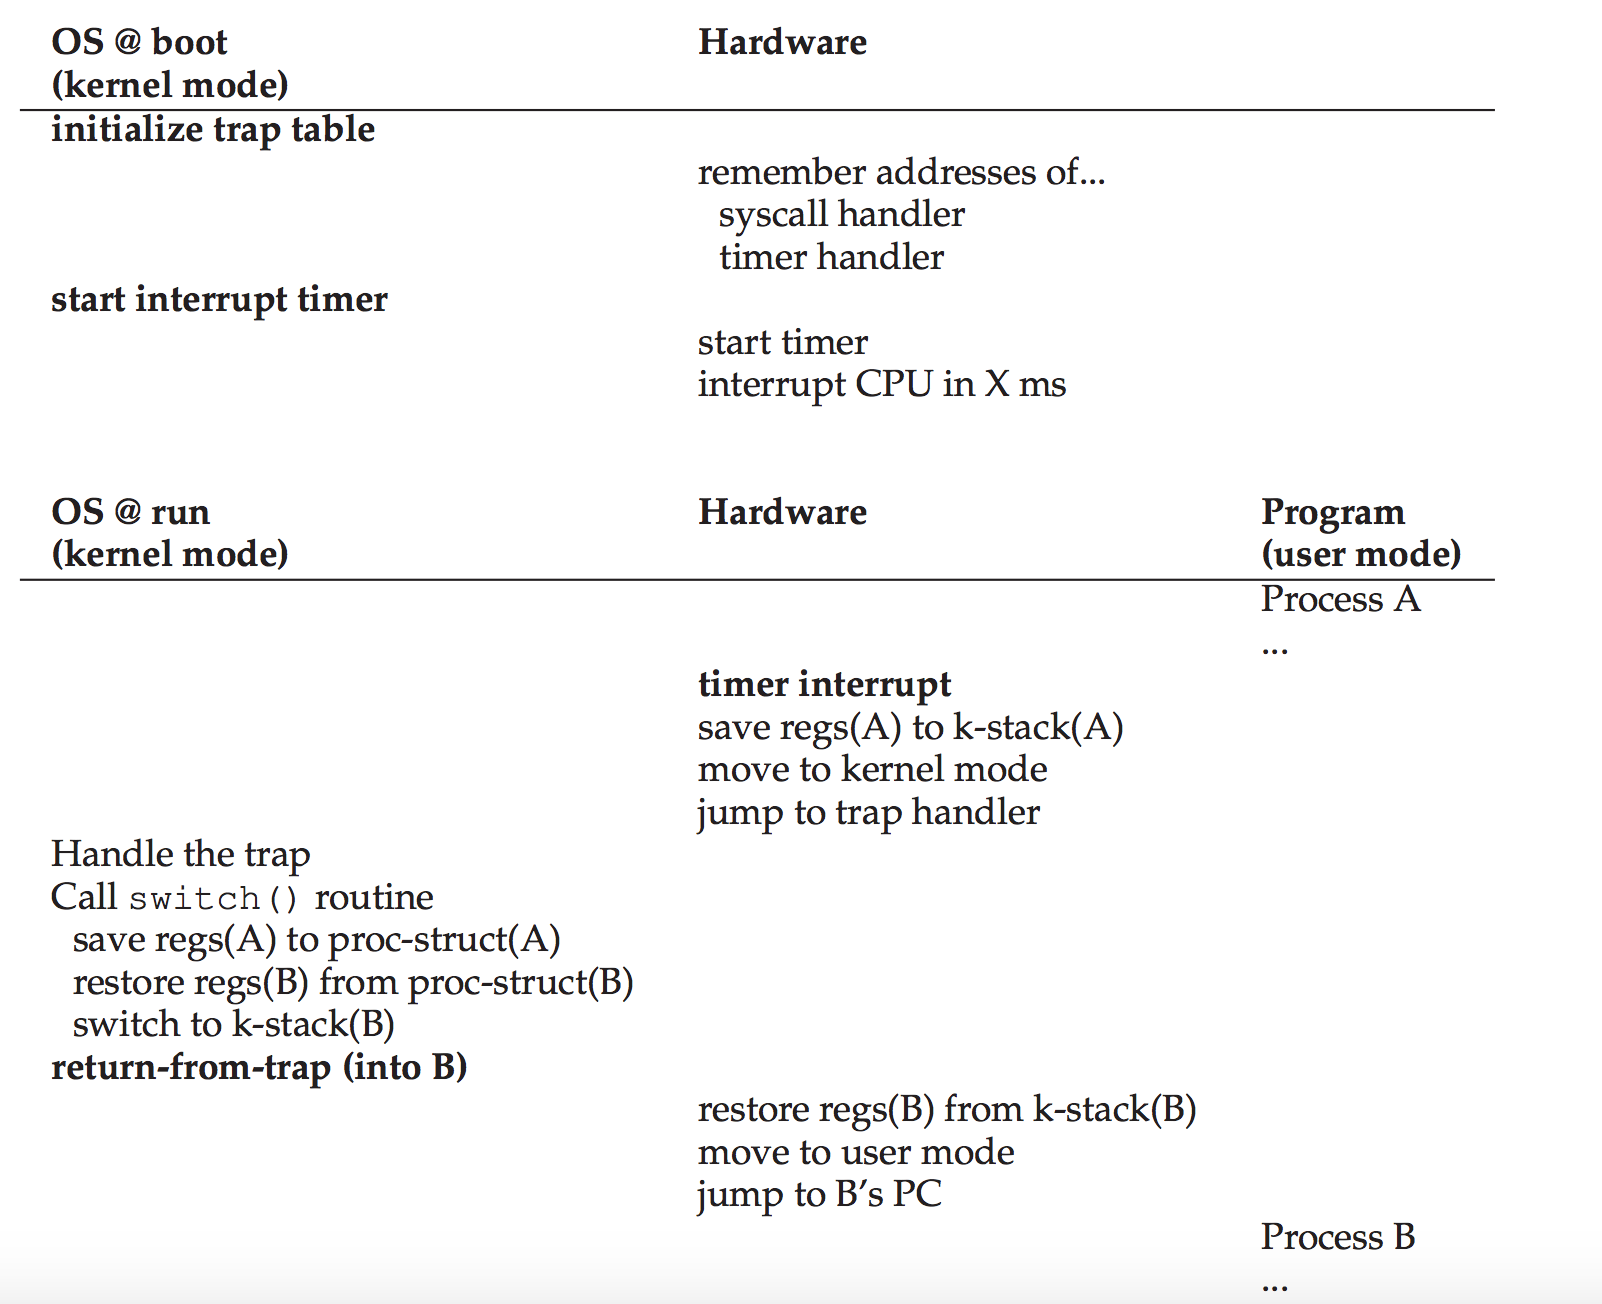 OS @ boot
(kernel mode)
Hardware
initialize trap table
remember addresses of...
syscall handler
timer handler
start interrupt timer
start timer
interrupt CPU in X ms
OS @ run
(kernel mode)
Hardware
Program
(user mode)
Process A
...
timer interrupt
save regs(A) to k-stack(A)
move to kernel mode
jump to trap handler
Handle the trap
Call switch() routine
save regs(A) to proc-struct(A)
restore regs(B) from proc-struct(B)
switch to k-stack(B)
return-from-trap (into B)
restore regs(B) from k-stack(B)
move to user mode
jump to B’s PC
Process B
...